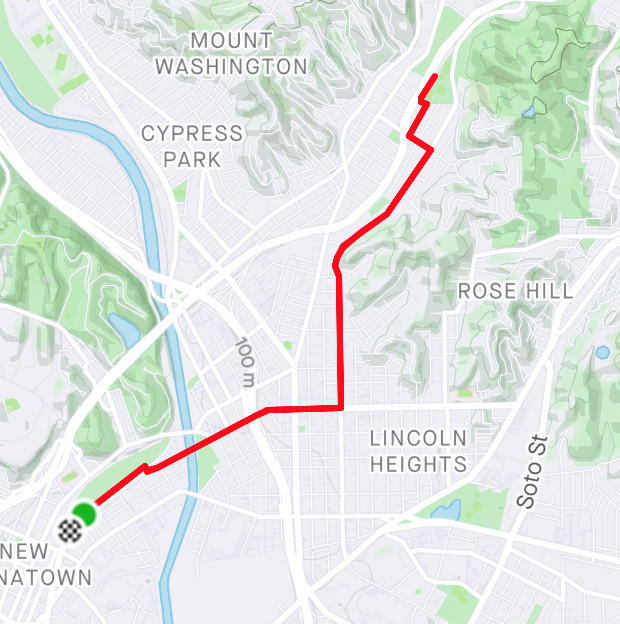 MOUNT
WASHINGTON
CYPRESS
PARK
ROSE HILL
100 m
LINCOLN
HEIGHTS
Soto St
NEW
NATOWN